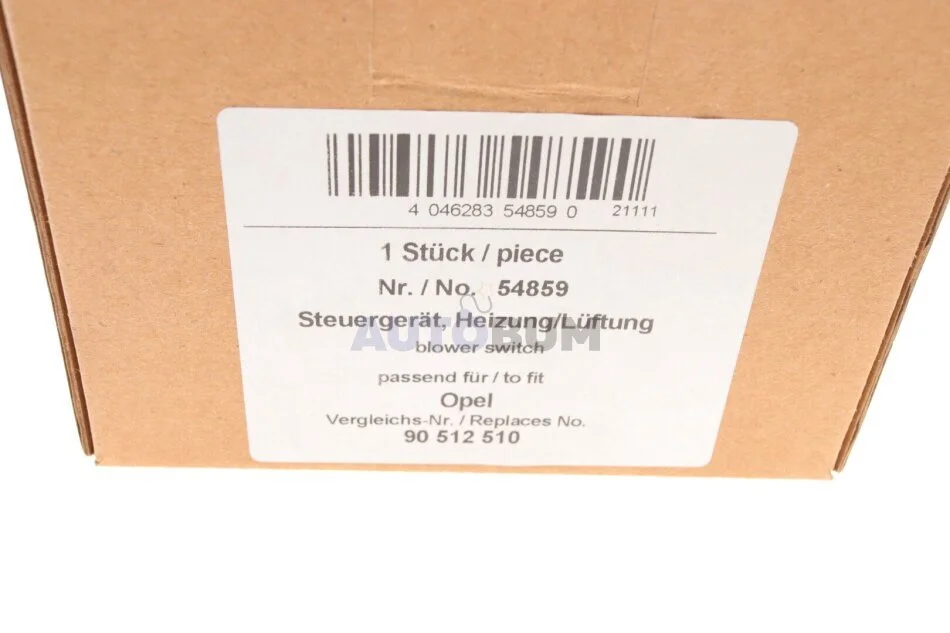 4 046283 54859 0 21111
1 Stück / piece
Nr. / No. 54859
Steuergerät, Heizung/Lüftung
AUTOBUM
blower switch
passend für / to fit
Opel
Vergleichs-Nr. / Replaces No.
90 512 510